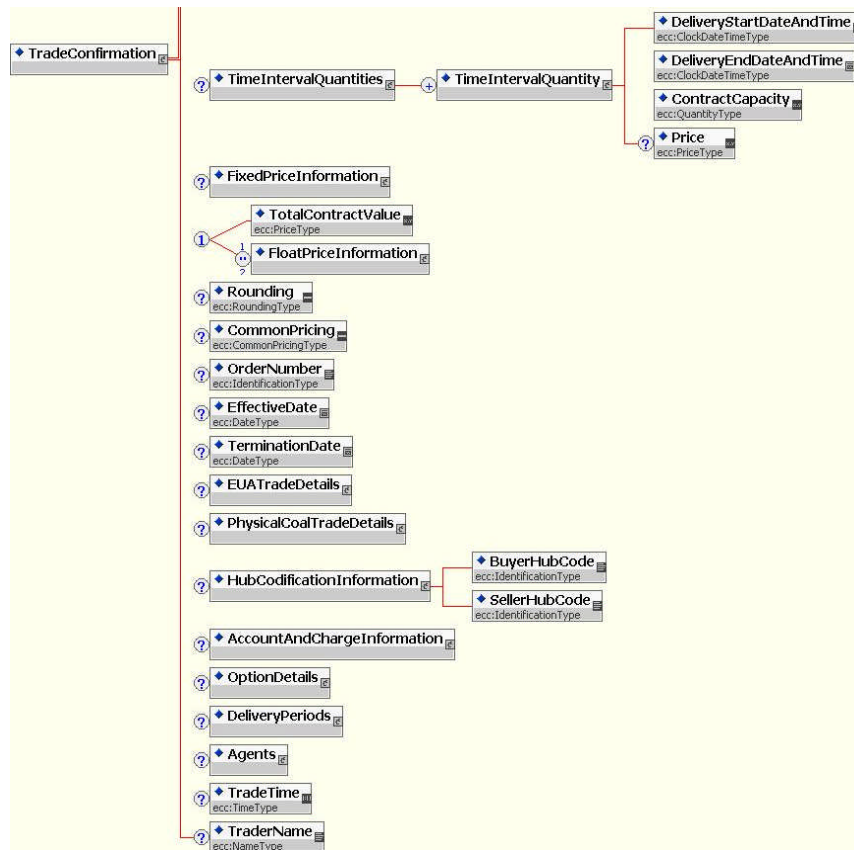 TradeConfirmation
DeliveryStartDateAndTime
ecc:ClockDateTimeType
DeliveryEndDateAndTime
ecc:ClockDateTimeType
? TimeIntervalQuantities
+ TimeIntervalQuantity
ContractCapacity
ecc:QuantityType
? Price
ecc:PriceType
? FixedPriceInformation
TotalContractValue
ecc:PriceType
1
1
FloatPriceInformation
2
? Rounding
ecc:RoundingType
? CommonPricing
ecc:CommonPricingType
? OrderNumber
ecc:IdentificationType
? EffectiveDate
ecc:DateType
? TerminationDate
ecc:DateType
? EUATradeDetails
? PhysicalCoalTradeDetails
? HubCodificationInformation
BuyerHubCode
ecc:IdentificationType
SellerHubCode
ecc:IdentificationType
? AccountAndChargeInformation
? OptionDetails
? DeliveryPeriods
? Agents
? TradeTime
ecc:TimeType
? TraderName
ecc:NameType